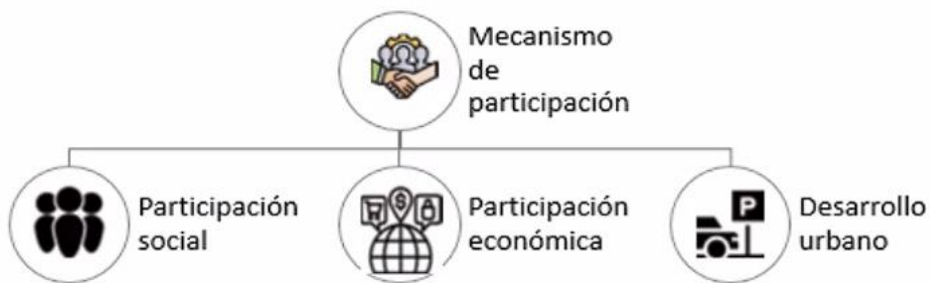 Mecanismo
de
participación
Participación
social
Participación
económica
P
Desarrollo
urbano